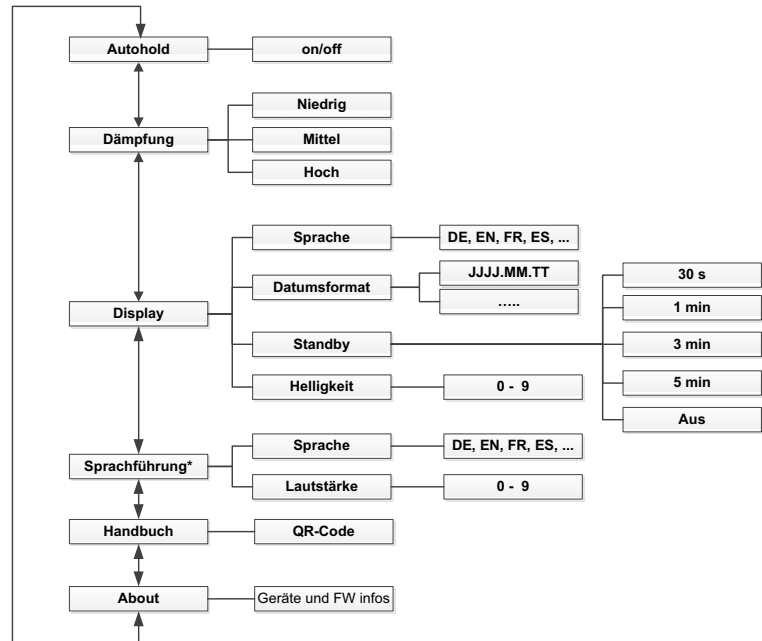 Autohold
on/off
Dämpfung
Niedrig
Mittel
Hoch
Display
Sprache
DE, EN, FR, ES, ...
Datumsformat
JJJJ.MM.TT
.....
Standby
30 s
1 min
3 min
5 min
Aus
Helligkeit
0 - 9
Sprachführung*
Sprache
DE, EN, FR, ES, ...
Lautstärke
0 - 9
Handbuch
QR-Code
About
Geräte und FW infos